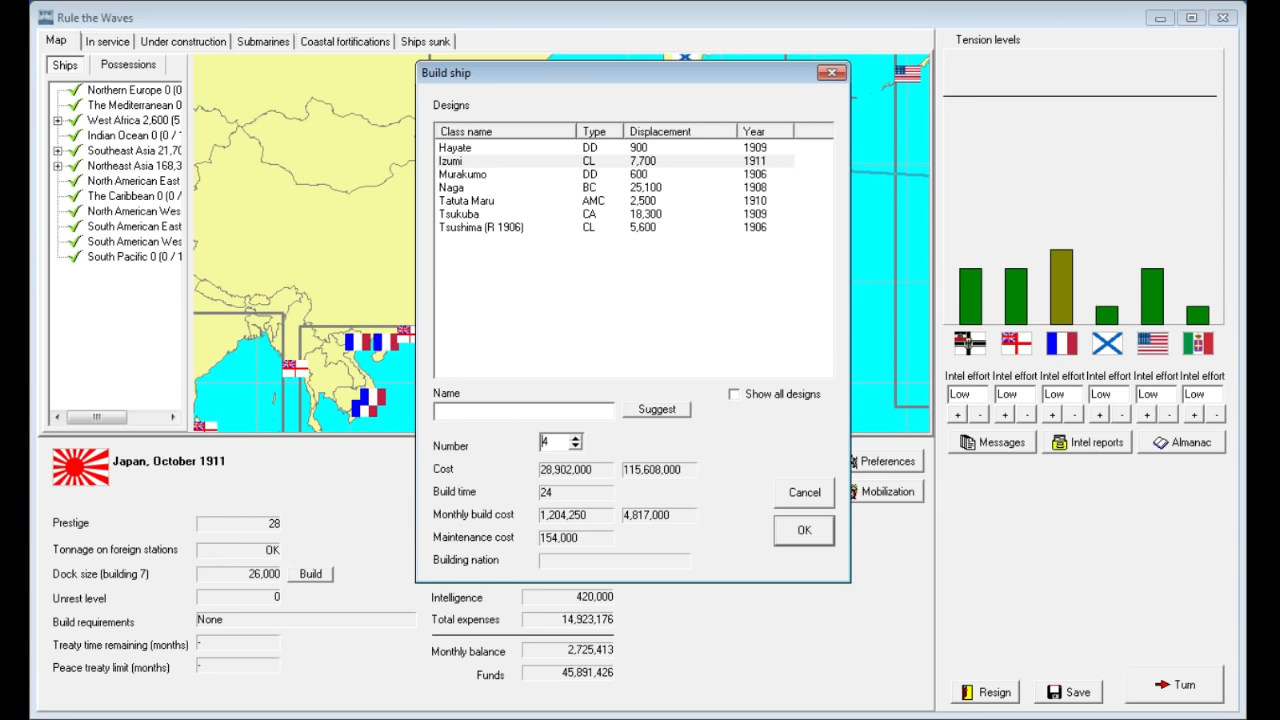 Rule the Waves
Map In service Under construction Submarines Coastal fortifications Ships sunk
Ships Possessions
Northern Europe 0 (0
The Mediterranean 0
West Africa 2,600 (5
Indian Ocean 0 (0 / 1
Southeast Asia 21,70
Northeast Asia 168,3
North American East
The Caribbean 0 (0 /
North American Wes
South American East
South American Wes
South Pacific 0 (0 / 1
Build ship
Designs
Class name Type Displacement Year
Hayate DD 900 1909
Izumi CL 7,700 1911
Murakumo DD 600 1906
Naga BC 25,100 1908
Tatuta Maru AMC 2,500 1910
Tsukuba CA 18,300 1909
Tsushima (R 1906) CL 5,600 1906
Name
Show all designs
Suggest
Number 4
Cost 28,902,000 115,608,000
Build time 24
Monthly build cost 1,204,250 4,817,000
Maintenance cost 154,000
Building nation
Cancel
OK
Tension levels
Intel effort Intel effort Intel effort Intel effort Intel effort Intel effort
Low Low Low Low Low Low
+ - + - + - + - + - + -
Messages Intel reports Almanac
Japan, October 1911
Preferences
Mobilization
Prestige 28
Tonnage on foreign stations OK
Dock size (building 7) 26,000 Build
Unrest level 0
Build requirements None
Treaty time remaining (months) -
Peace treaty limit (months) -
Intelligence 420,000
Total expenses 14,923,176
Monthly balance 2,725,413
Funds 45,891,426
Resign Save Turn